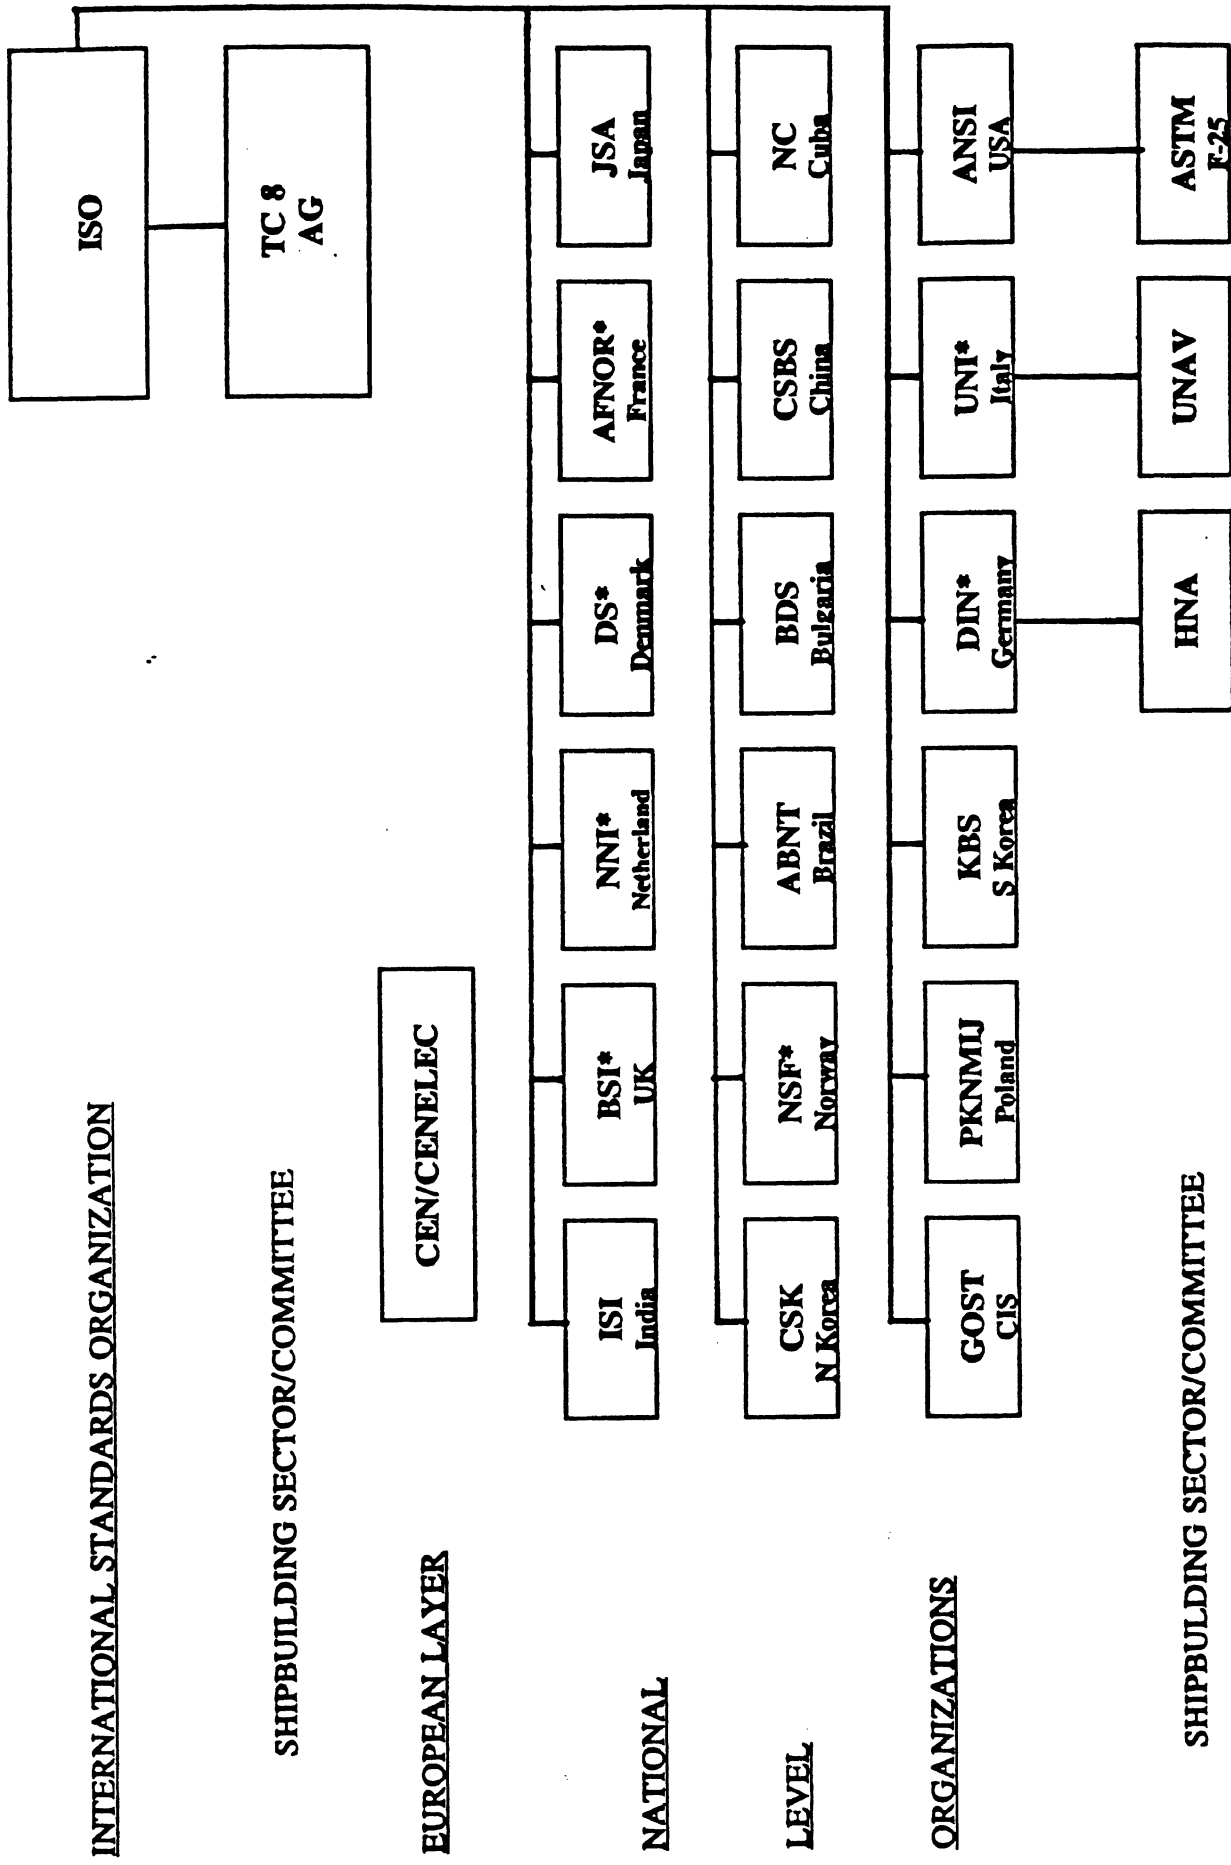 INTERNATIONAL STANDARDS ORGANIZATION
ISO
SHIPBUILDING SECTOR/COMMITTEE
TC 8
AG
EUROPEAN LAYER
CEN/CENELEC
NATIONAL
ISI
India
BSI*
UK
NNI*
Netherland
DS*
Denmark
AFNOR*
France
JSA
Japan
LEVEL
CSK
N Korea
NSF*
Norway
ABNT
Brazil
BDS
Bulgaria
CSBS
China
NC
Cuba
ORGANIZATIONS
GOST
CIS
PKNMIJ
Poland
KBS
S Korea
DIN*
Germany
UNI*
Italy
ANSI
USA
SHIPBULDING SECTOR/COMMITTEE
HNA
UNAV
ASTM
F-25